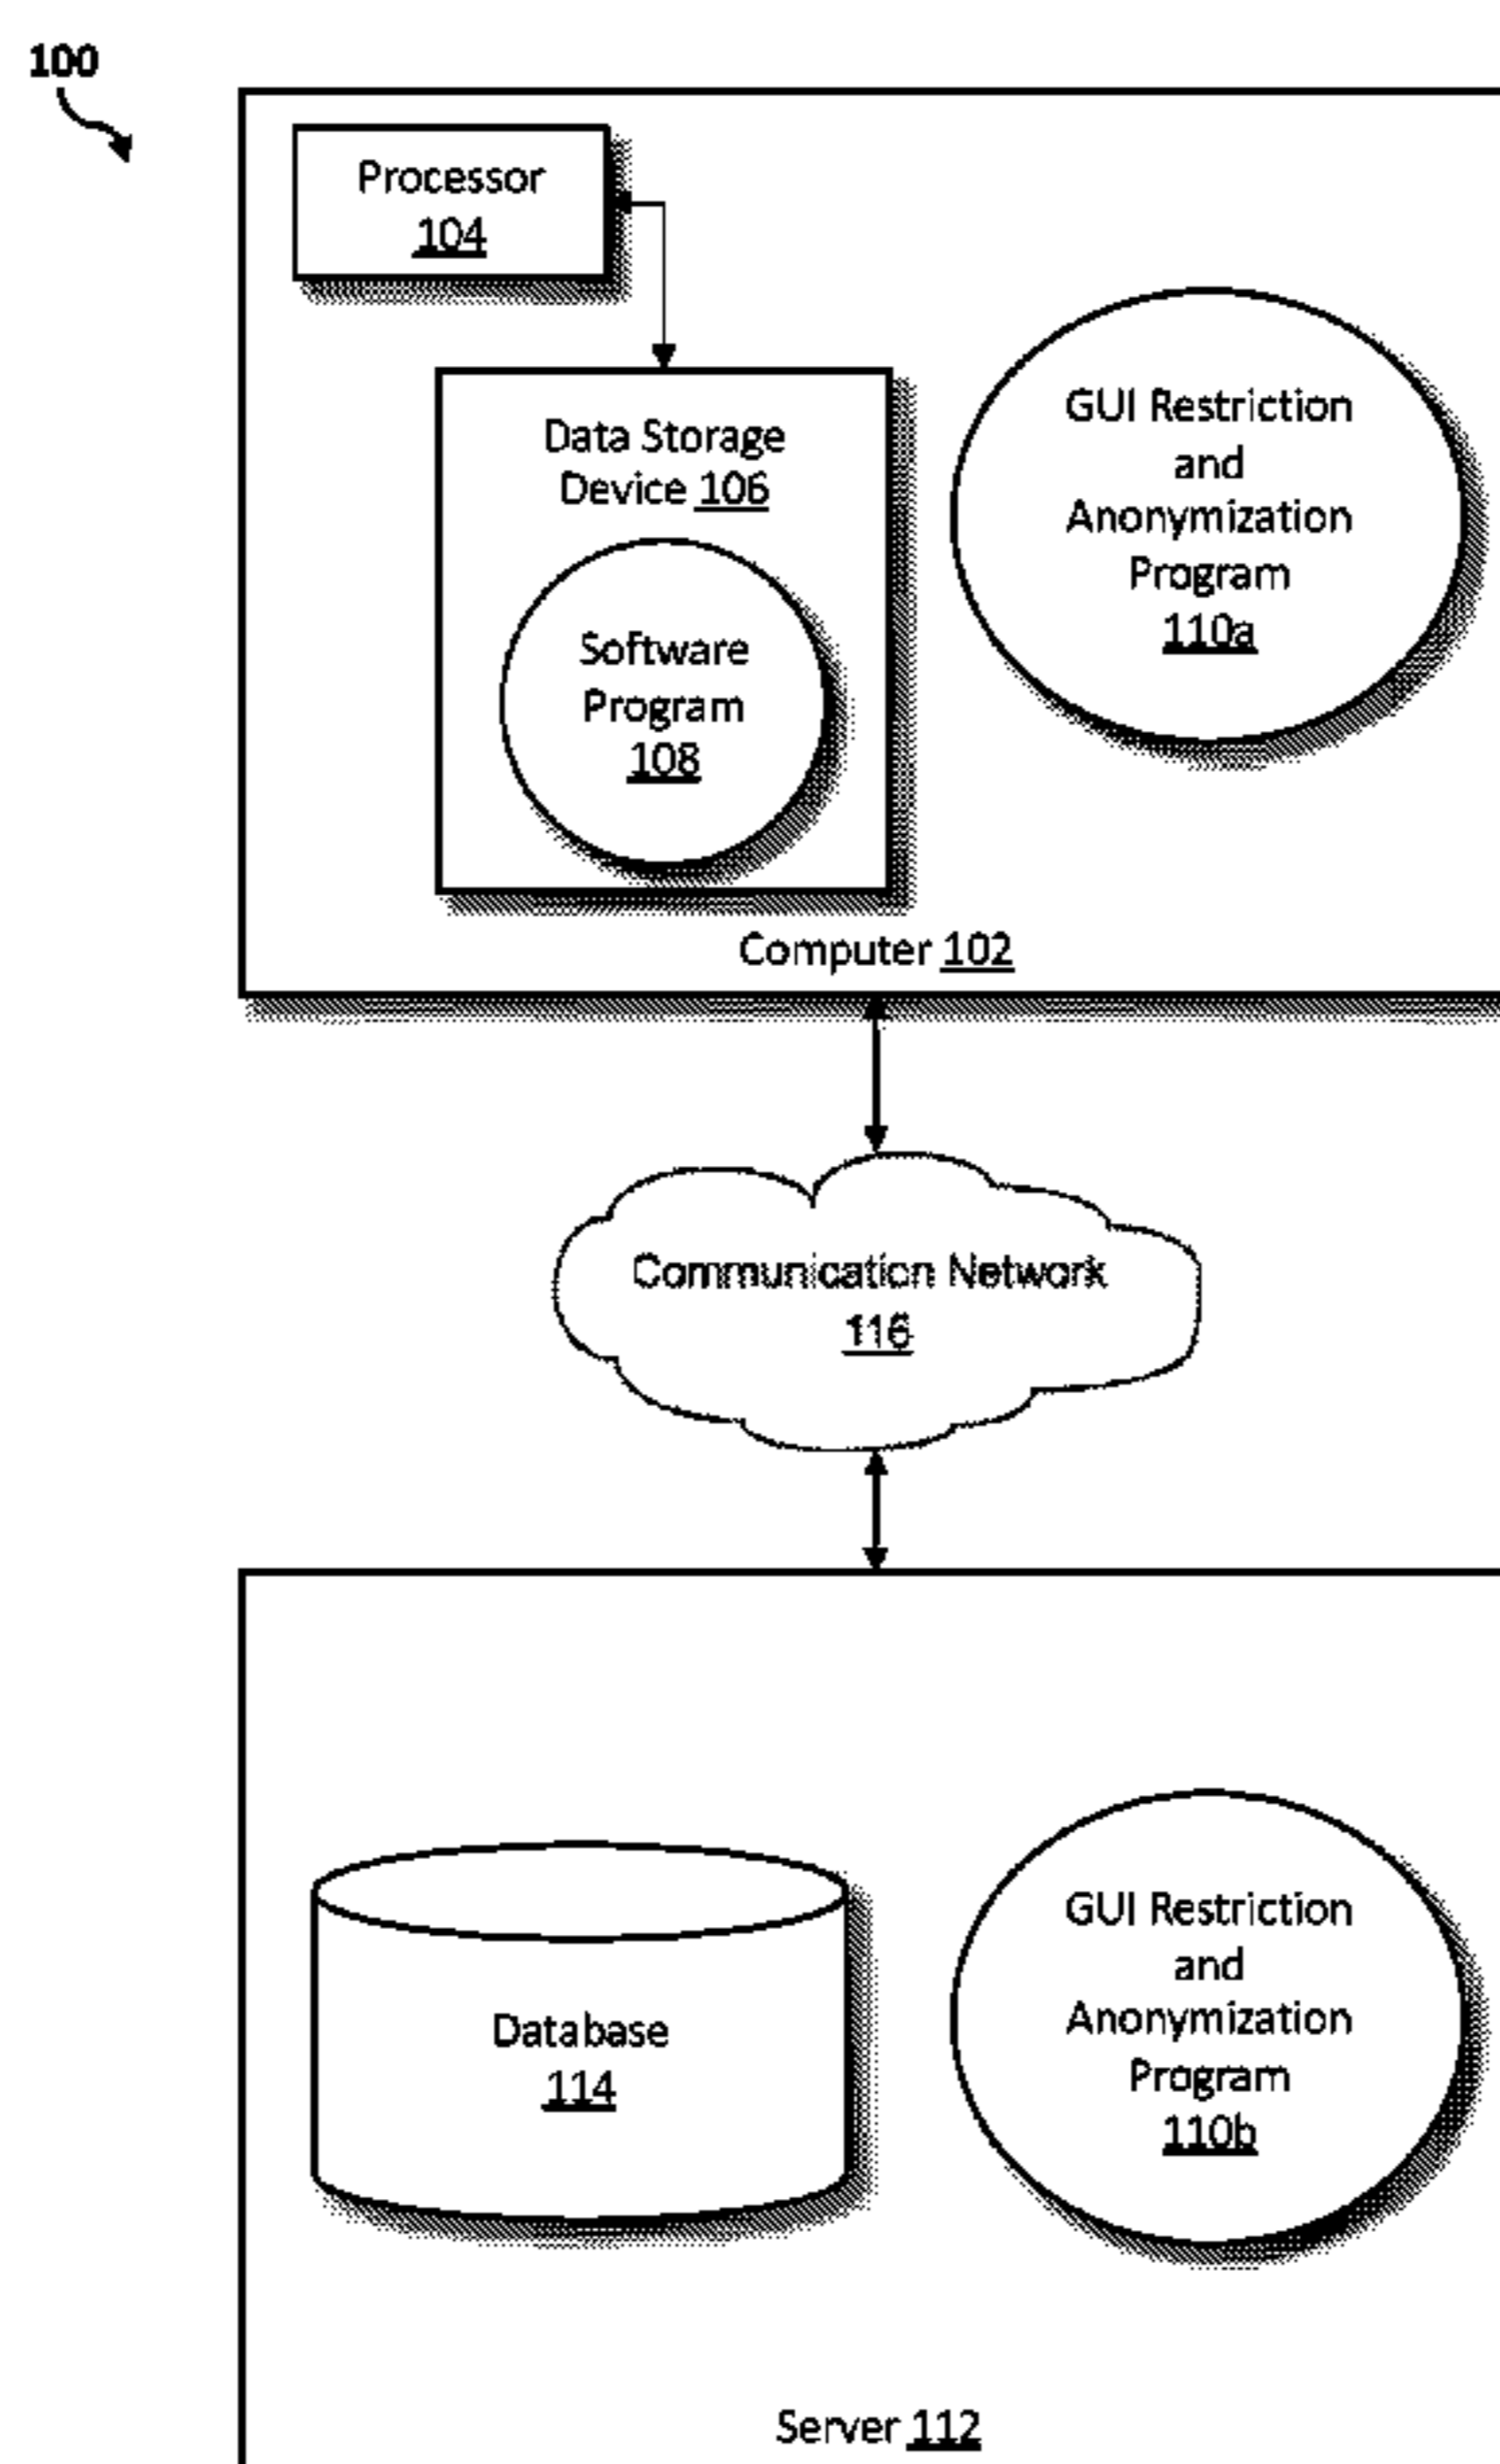 100
Processor
104
Data Storage
Device 106
Software
Program
108
GUI Restriction
and
Anonymization
Program
110a
Computer 102
Communication Network
116
Database
114
GUI Restriction
and
Anonymization
Program
110b
Server 112